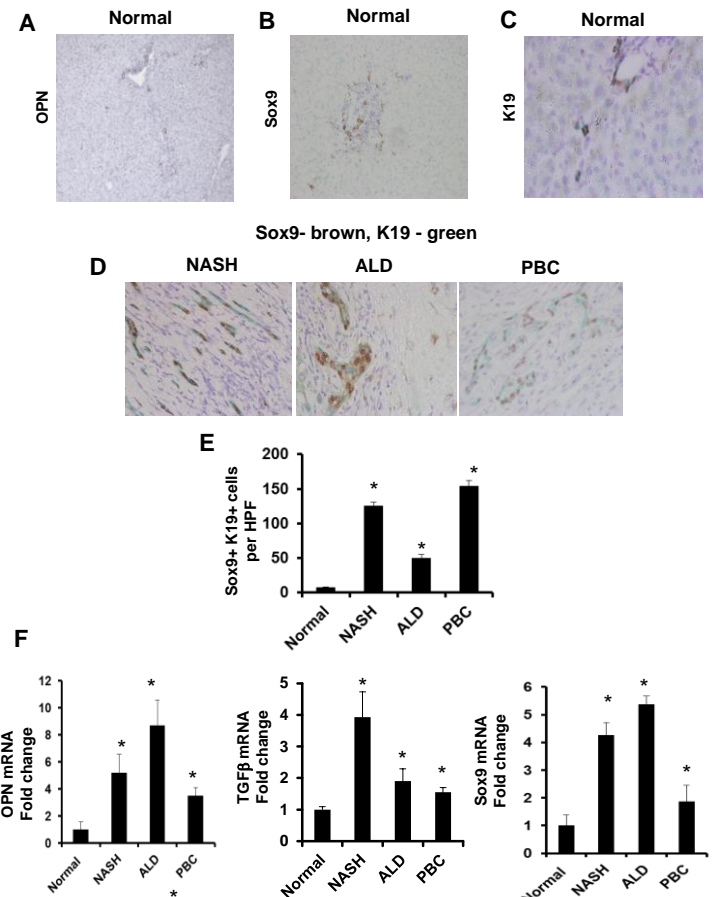 A
Normal
OPN
B
Normal
Sox9
C
Normal
K19
Sox9- brown, K19 - green
D
NASH
ALD
PBC
E
Sox9+ K19+ cells
per HPF
200
150
100
50
0
*
*
*
Normal
NASH
ALD
PBC
F
OPN mRNA
Fold change
12
10
8
6
4
2
0
*
*
*
Normal
NASH
ALD
PBC
*
TGFβ mRNA
Fold change
5
4
3
2
1
0
*
*
*
Normal
NASH
ALD
PBC
Sox9 mRNA
Fold change
6
5
4
3
2
1
0
*
*
*
Normal
NASH
ALD
PBC